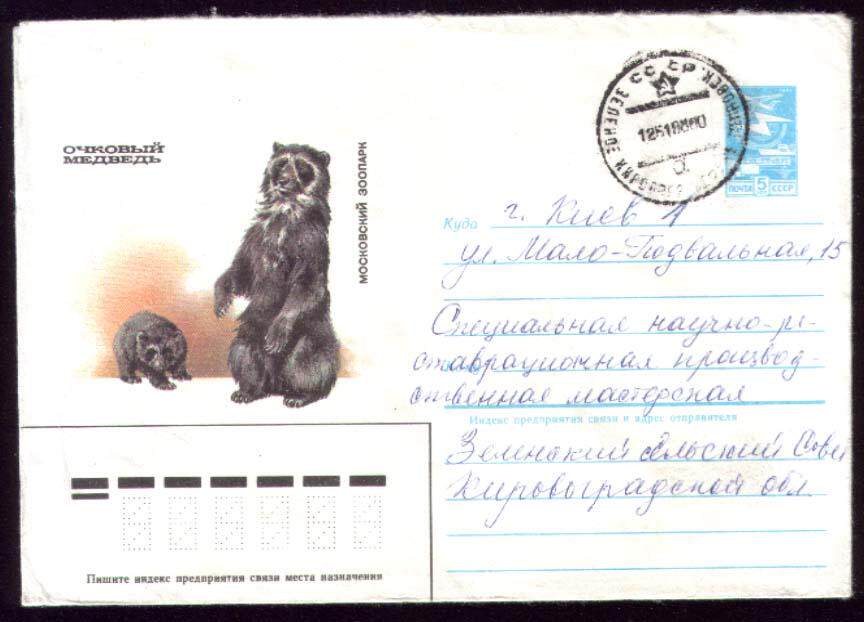 ОЧКОВЫЙ
МЕДВЕДЬ
МОСКОВСКИЙ ЗООПАРК
СССР
ЗЕЛЕНОЕ
ПОЧТА 5 СССР
Куда г. Киев 1
ул. Мало-Подвальная, 15
Специальная научно-ре-
ставрационная производ-
ственная мастерская
Индекс предприятия связи и адрес отправителя
сельский Совет
Кировоградской обл.
Пишите индекс предприятия связи места назначения